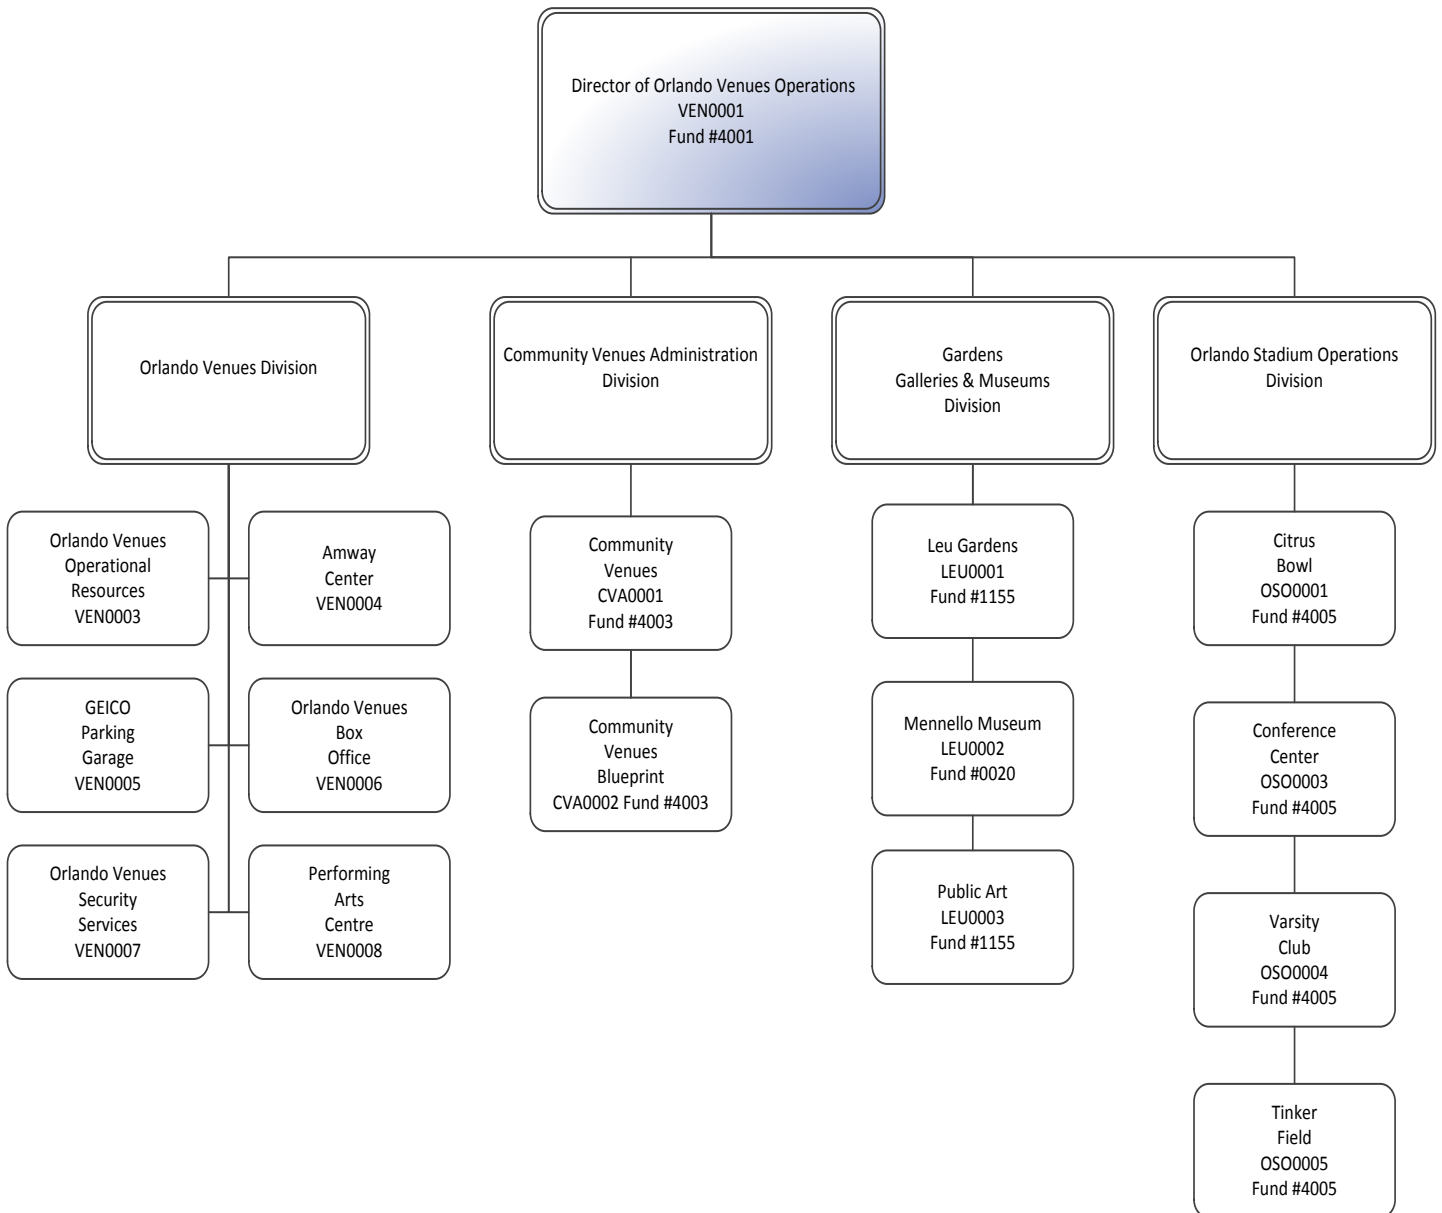 Director of Orlando Venues Operations
VEN0001
Fund #4001
Orlando Venues Division
Community Venues Administration
Division
Gardens
Galleries & Museums
Division
Orlando Stadium Operations
Division
Orlando Venues
Operational
Resources
VEN0003
Amway
Center
VEN0004
GEICO
Parking
Garage
VEN0005
Orlando Venues
Box
Office
VEN0006
Orlando Venues
Security
Services
VEN0007
Performing
Arts
Centre
VEN0008
Community
Venues
CVA0001
Fund #4003
Community
Venues
Blueprint
CVA0002 Fund #4003
Leu Gardens
LEU0001
Fund #1155
Mennello Museum
LEU0002
Fund #0020
Public Art
LEU0003
Fund #1155
Citrus
Bowl
OSO0001
Fund #4005
Conference
Center
OSO0003
Fund #4005
Varsity
Club
OSO0004
Fund #4005
Tinker
Field
OSO0005
Fund #4005